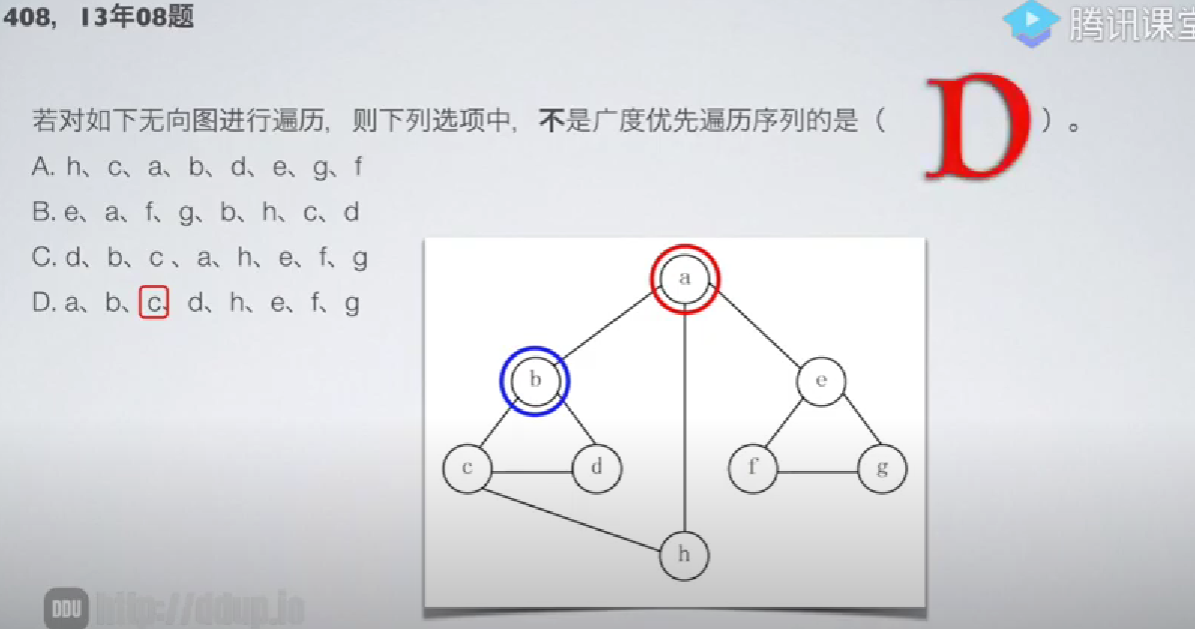 408，13年08题
腾讯课堂
若对如下无向图进行遍历，则下列选项中，不是广度优先遍历序列的是（ D ）。
A. h、c、a、b、d、e、g、f
B. e、a、f、g、b、h、c、d
C. d、b、c 、a、h、e、f、g
D. a、b、c、d、h、e、f、g
a
b
e
c
d
f
g
h
DDU http://ddup.io